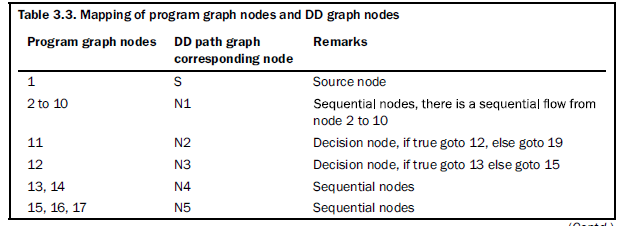 Table 3.3. Mapping of program graph nodes and DD graph nodes
Program graph nodes DD path graph Remarks
corresponding node
1 S Source node
2 to 10 N1 Sequential nodes, there is a sequential flow from
node 2 to 10
11 N2 Decision node, if true goto 12, else goto 19
12 N3 Decision node, if true goto 13 else goto 15
13, 14 N4 Sequential nodes
15, 16, 17 N5 Sequential nodes